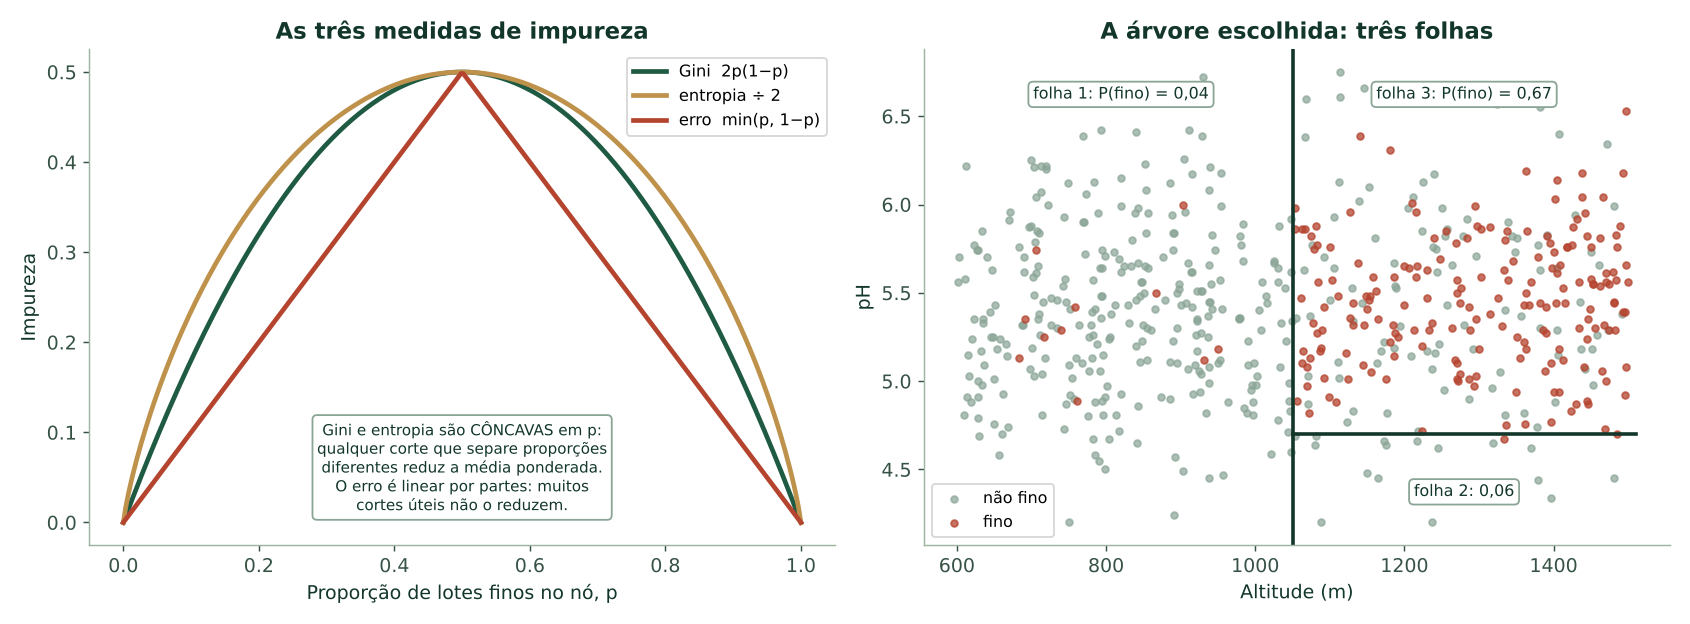 As três medidas de impureza
Impureza
0.5
0.4
0.3
0.2
0.1
0.0
Gini 2p(1−p)
entropia ÷ 2
erro min(p, 1−p)
Gini e entropia são CÔNCAVAS em p:
qualquer corte que separe proporções
diferentes reduz a média ponderada.
O erro é linear por partes: muitos
cortes úteis não o reduzem.
0.0 0.2 0.4 0.6 0.8 1.0
Proporção de lotes finos no nó, p
A árvore escolhida: três folhas
pH
6.5
6.0
5.5
5.0
4.5
folha 1: P(fino) = 0,04
folha 3: P(fino) = 0,67
folha 2: 0,06
não fino
fino
600 800 1000 1200 1400
Altitude (m)